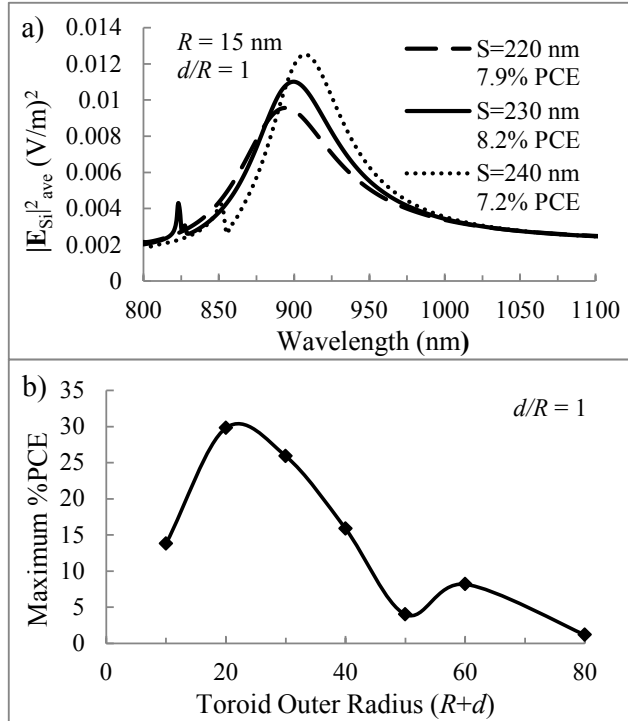 a)
R = 15 nm
d/R = 1
S=220 nm
7.9% PCE
S=230 nm
8.2% PCE
S=240 nm
7.2% PCE
|E_Sil|²_ave (V/m)²
0.014
0.012
0.01
0.008
0.006
0.004
0.002
0
800 850 900 950 1000 1050 1100
Wavelength (nm)
b)
d/R = 1
Maximum %PCE
35
30
25
20
15
10
5
0
0 20 40 60 80
Toroid Outer Radius (R+d)